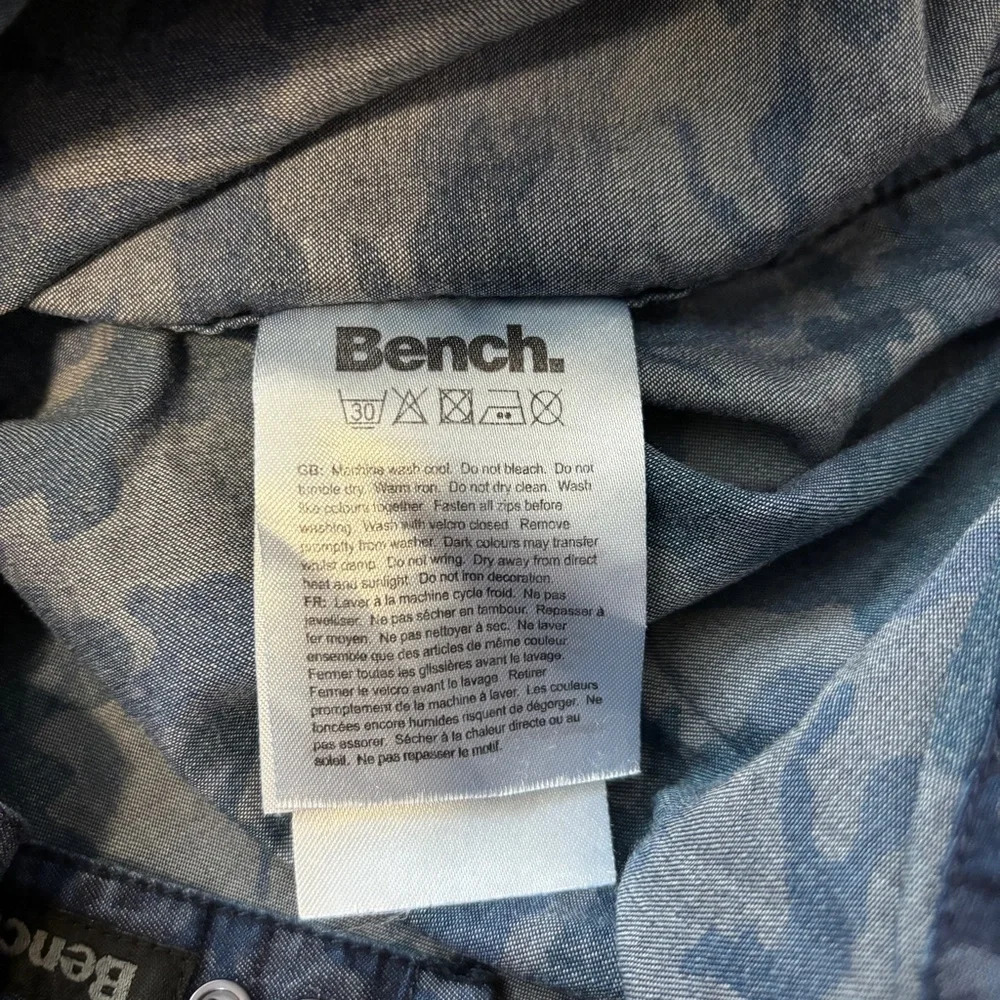 Bench.
30
GB: Machine wash cool. Do not bleach. Do not
tumble dry. Warm iron. Do not dry clean. Wash
like colours together. Fasten all zips before
washing. Wash with velcro closed. Remove
promptly from washer. Dark colours may transfer
whilst damp. Do not wring. Dry away from direct
heat and sunlight. Do not iron decoration.
FR: Laver à la machine cycle froid. Ne pas
javelliser. Ne pas sécher en tambour. Repasser à
fer moyen. Ne pas nettoyer à sec. Ne laver
ensemble que des articles de même couleur.
Fermer toutes les glissières avant le lavage.
Fermer le velcro avant le lavage. Retirer
promptement de la machine à laver. Les couleurs
foncées encore humides risquent de dégorger. Ne
pas essorer. Sécher à la chaleur directe ou au
soleil. Ne pas repasser le motif.
Benc